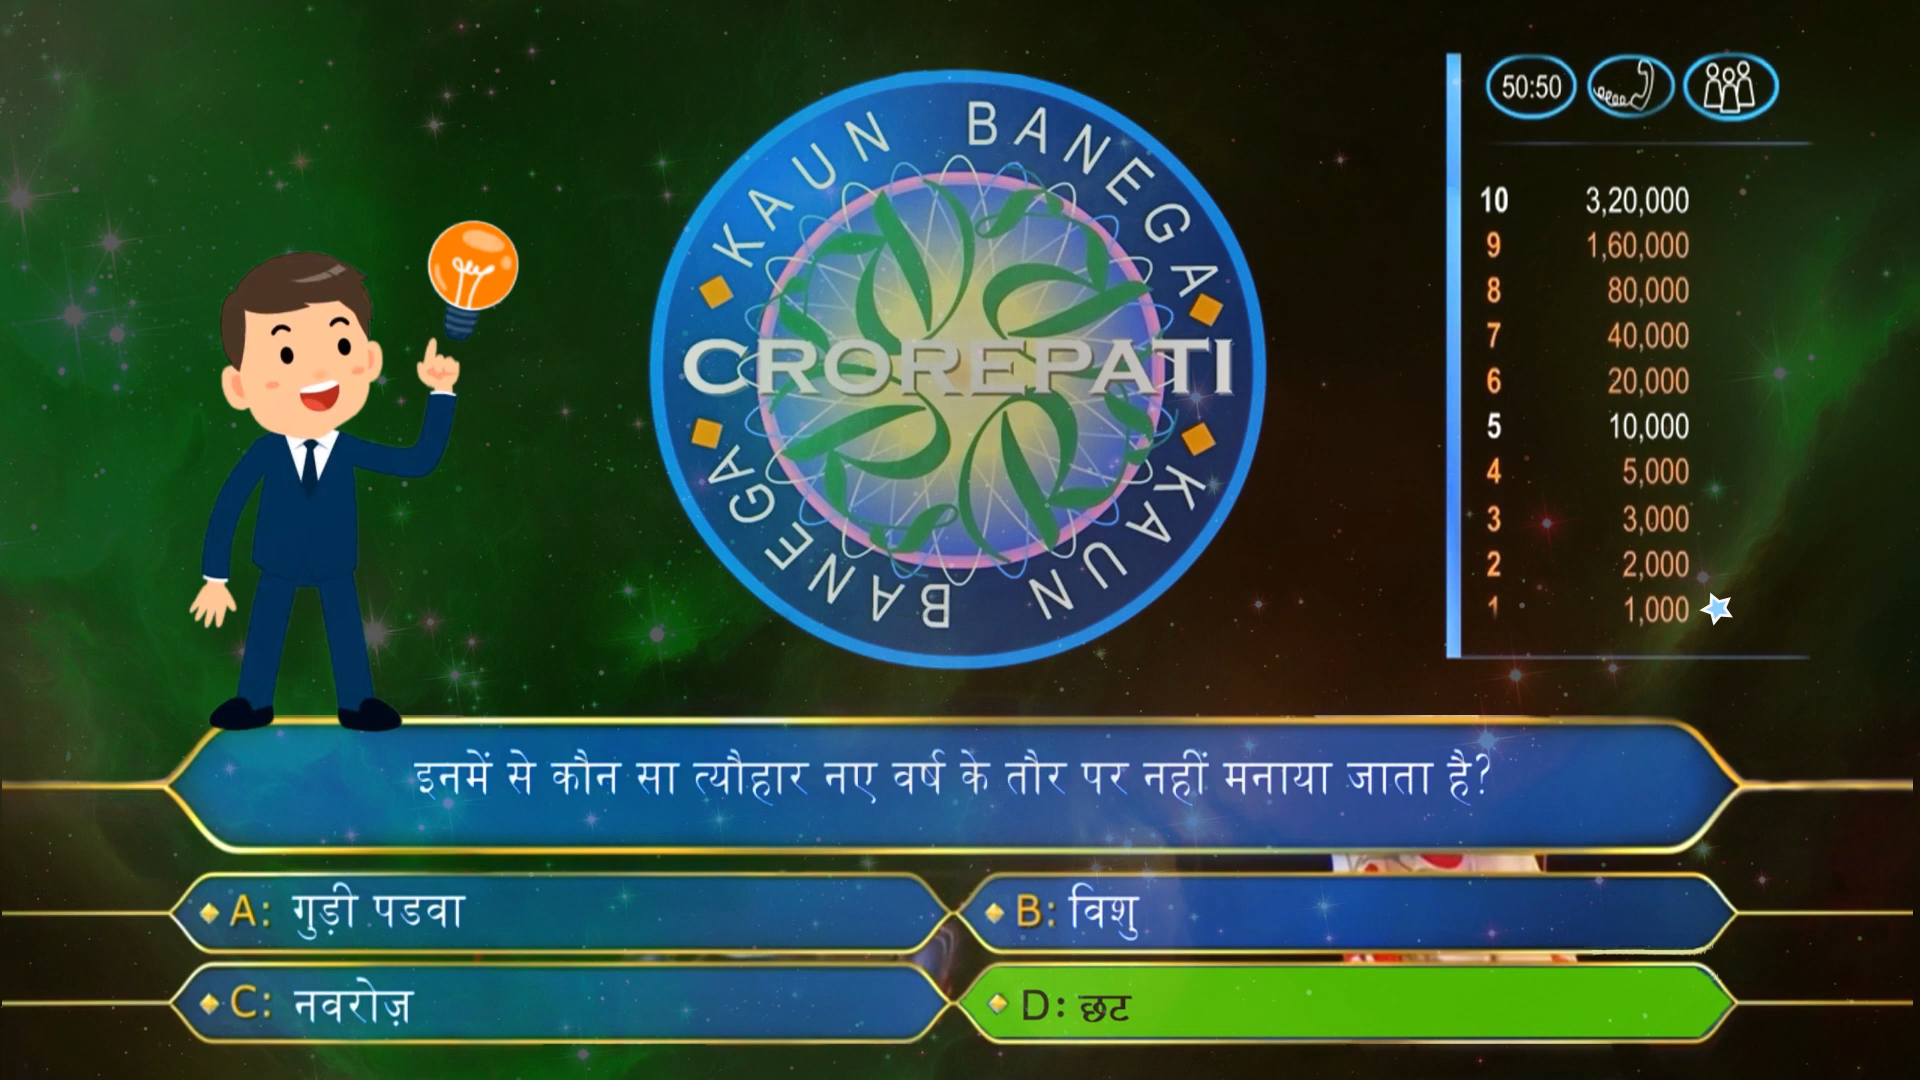 KAUN BANEGA
CROREPATI
KAUN BANEGA
50:50
10 3,20,000
9 1,60,000
8 80,000
7 40,000
6 20,000
5 10,000
4 5,000
3 3,000
2 2,000
1 1,000
इनमें से कौन सा त्यौहार नए वर्ष के तौर पर नहीं मनाया जाता है?
A: गुड़ी पडवा
B: विशु
C: नवरोज़
D: छट